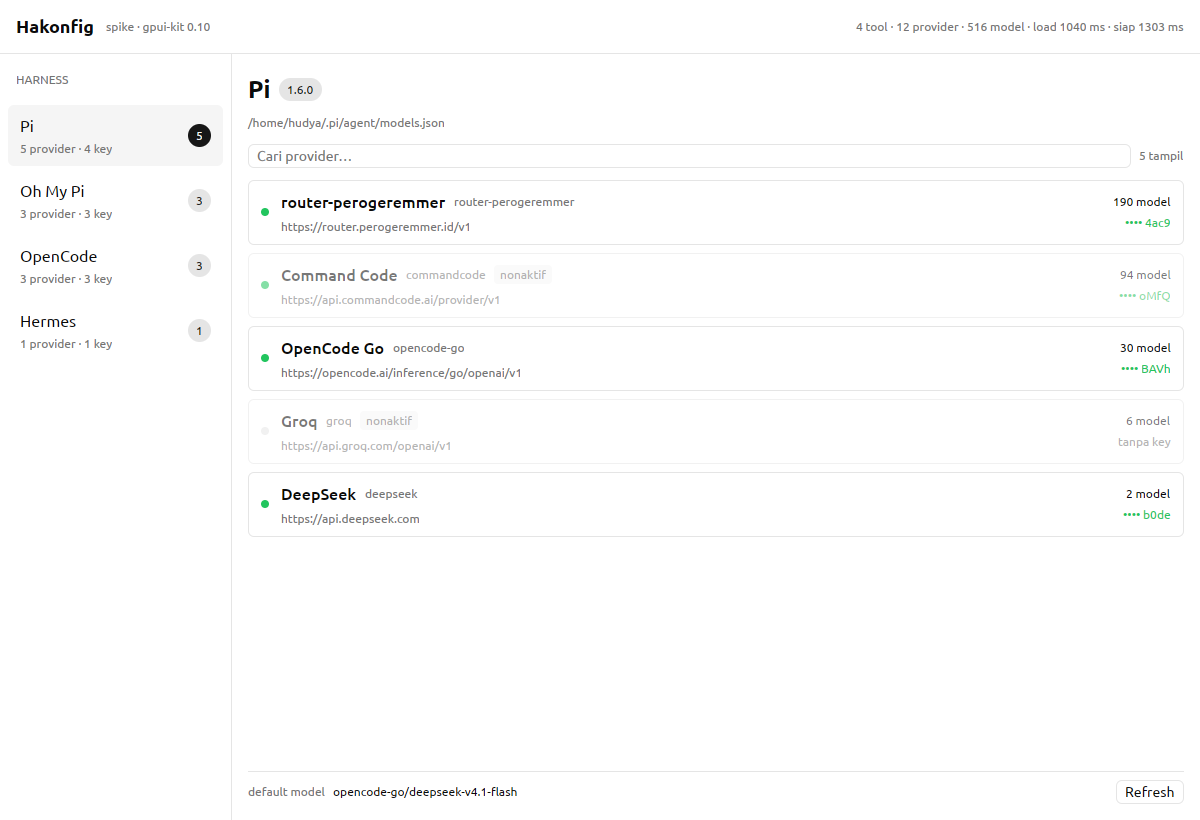 Hakonfig spike · gpui-kit 0.10
4 tool · 12 provider · 516 model · load 1040 ms · siap 1303 ms
HARNESS
Pi
5 provider · 4 key
5
Oh My Pi
3 provider · 3 key
3
OpenCode
3 provider · 3 key
3
Hermes
1 provider · 1 key
1
Pi 1.6.0
/home/hudya/.pi/agent/models.json
Cari provider…
5 tampil
router-perogeremmer router-perogeremmer
https://router.perogeremmer.id/v1
190 model
•••• 4ac9
Command Code commandcode nonaktif
https://api.commandcode.ai/provider/v1
94 model
•••• oMfQ
OpenCode Go opencode-go
https://opencode.ai/inference/go/openai/v1
30 model
•••• BAVh
Groq groq nonaktif
https://api.groq.com/openai/v1
6 model
tanpa key
DeepSeek deepseek
https://api.deepseek.com
2 model
•••• b0de
default model opencode-go/deepseek-v4.1-flash
Refresh